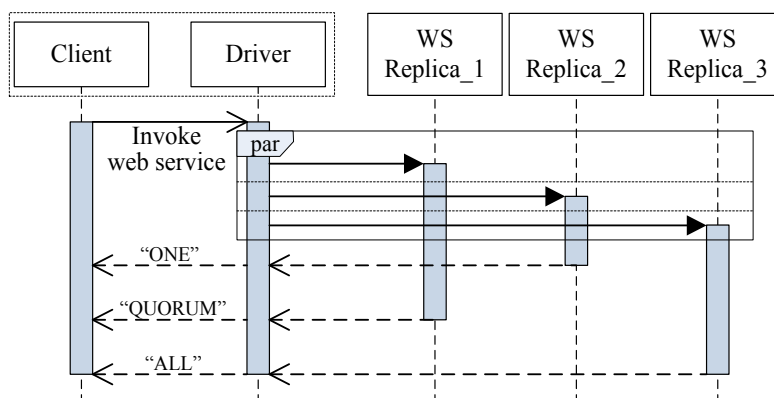 Client
Driver
WS
Replica_1
WS
Replica_2
WS
Replica_3
Invoke
web service
par
“ONE”
“QUORUM”
“ALL”